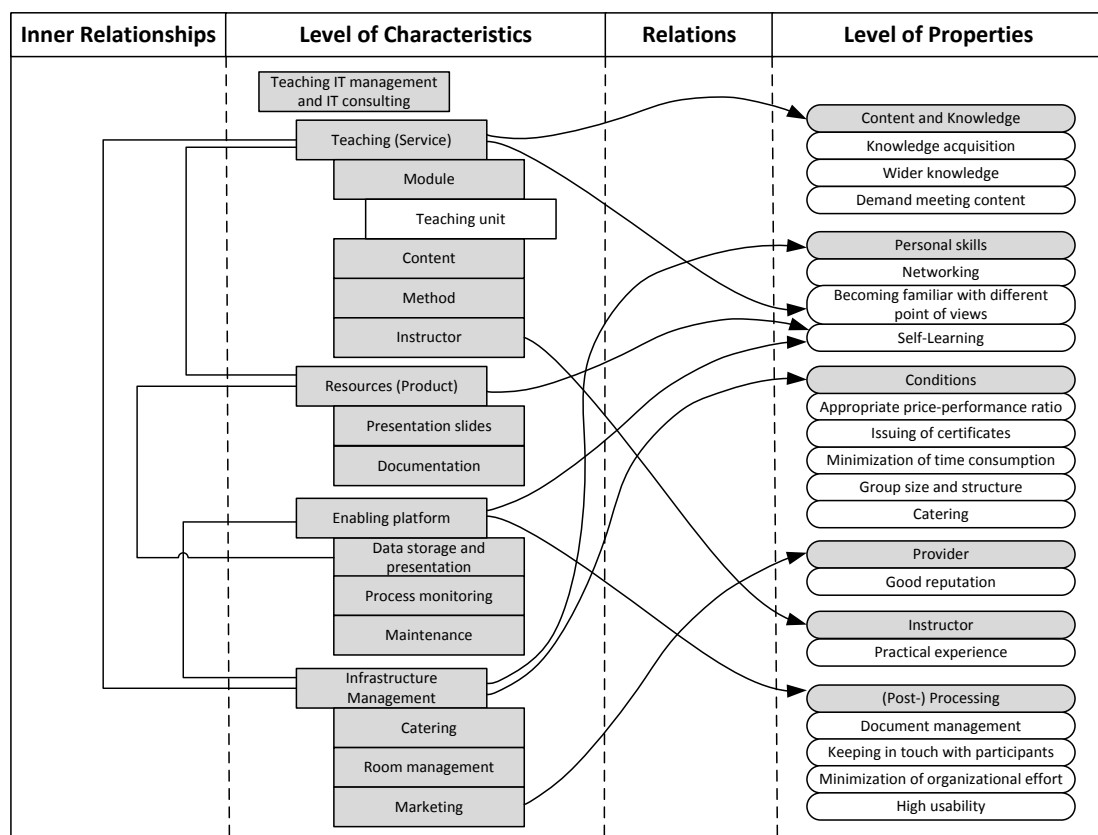 Inner Relationships
Level of Characteristics
Relations
Level of Properties
Teaching IT management
and IT consulting
Teaching (Service)
Module
Teaching unit
Content
Method
Instructor
Resources (Product)
Presentation slides
Documentation
Enabling platform
Data storage and
presentation
Process monitoring
Maintenance
Infrastructure
Management
Catering
Room management
Marketing
Content and Knowledge
Knowledge acquisition
Wider knowledge
Demand meeting content
Personal skills
Networking
Becoming familiar with different
point of views
Self-Learning
Conditions
Appropriate price-performance ratio
Issuing of certificates
Minimization of time consumption
Group size and structure
Catering
Provider
Good reputation
Instructor
Practical experience
(Post-) Processing
Document management
Keeping in touch with participants
Minimization of organizational effort
High usability